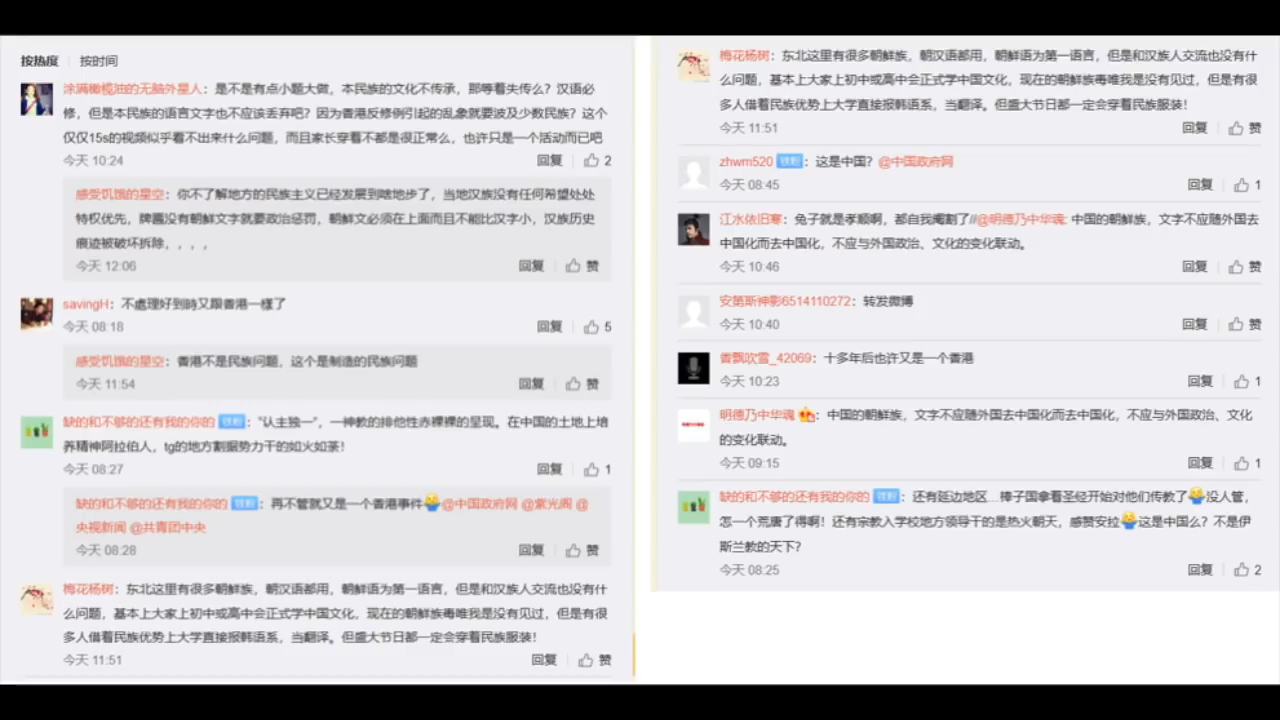 按热度 按时间
涂满橄榄油的无脑外星人：是不是有点小题大做，本民族的文化不传承，那等着失传么？汉语必
修，但是本民族的语言文字也不应该丢弃吧？因为香港反修例引起的乱象就要波及少数民族？这个
仅仅15s的视频似乎看不出来什么问题，而且家长穿着不都是很正常么，也许只是一个活动而已吧
今天 10:24 回复 2
感受饥饿的星空：你不了解地方的民族主义已经发展到啥地步了，当地汉族没有任何希望处处
特权优先，牌匾没有朝鲜文字就要政治惩罚，朝鲜文必须在上面而且不能比汉字小，汉族历史
痕迹被破坏拆除，，，，
今天 12:06 回复 赞
savingH：不處理好到時又跟香港一樣了
今天 08:18 回复 5
感受饥饿的星空：香港不是民族问题，这个是制造的民族问题
今天 11:54 回复 赞
缺的和不够的还有我的你的 铁粉：“认主独一”，一神教的排他性赤裸裸的呈现。在中国的土地上培
养精神阿拉伯人，tg的地方割据势力干的如火如荼！
今天 08:27 回复 1
缺的和不够的还有我的你的 铁粉：再不管就又是一个香港事件@中国政府网 @紫光阁 @
央视新闻 @共青团中央
今天 08:28 回复 赞
梅花杨树：东北这里有很多朝鲜族，朝汉语都用，朝鲜语为第一语言，但是和汉族人交流也没有什
么问题，基本上大家上初中或高中会正式学中国文化，现在的朝鲜族毒唯我是没有见过，但是有很
多人借着民族优势上大学直接报韩语系，当翻译。但盛大节日都一定会穿着民族服装！
今天 11:51 回复 赞
梅花杨树：东北这里有很多朝鲜族，朝汉语都用，朝鲜语为第一语言，但是和汉族人交流也没有什
么问题，基本上大家上初中或高中会正式学中国文化，现在的朝鲜族毒唯我是没有见过，但是有很
多人借着民族优势上大学直接报韩语系，当翻译。但盛大节日都一定会穿着民族服装！
今天 11:51 回复 赞
zhwm520 铁粉：这是中国？@中国政府网
今天 08:45 回复 1
江水依旧寒：兔子就是孝顺啊，都自我阉割了//@明德乃中华魂: 中国的朝鲜族，文字不应随外国去
中国化而去中国化，不应与外国政治、文化的变化联动。
今天 10:46 回复 赞
安第斯神影6514110272：转发微博
今天 10:40 回复 赞
香飘吹雪_42069：十多年后也许又是一个香港
今天 10:23 回复 1
明德乃中华魂：中国的朝鲜族，文字不应随外国去中国化而去中国化，不应与外国政治、文化
的变化联动。
今天 09:15 回复 1
缺的和不够的还有我的你的 铁粉：还有延边地区…棒子国拿着圣经开始对他们传教了没人管，
怎一个荒唐了得啊！还有宗教入学校地方领导干的是热火朝天，感赞安拉这是中国么？不是伊
斯兰教的天下？
今天 08:25 回复 2